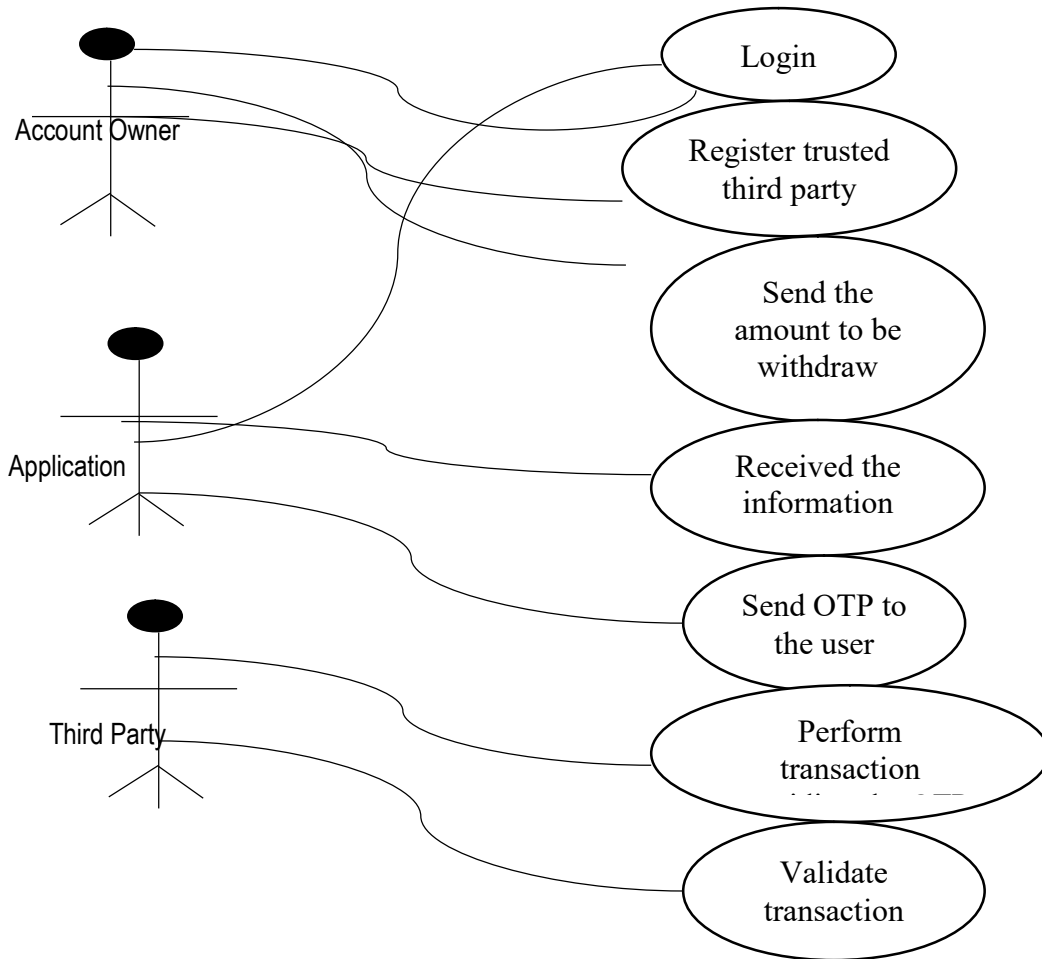 Login
Account Owner
Register trusted
third party
Send the
amount to be
withdraw
Application
Received the
information
Send OTP to
the user
Third Party
Perform
transaction
Validate
transaction